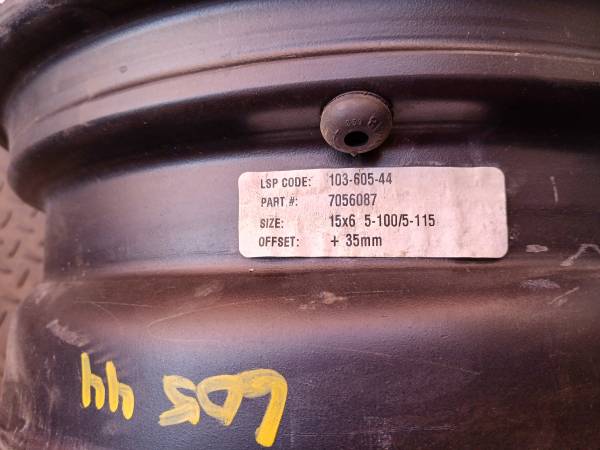 LSP CODE: 103-605-44
PART #: 7056087
SIZE: 15x6 5-100/5-115
OFFSET: + 35mm
605 44